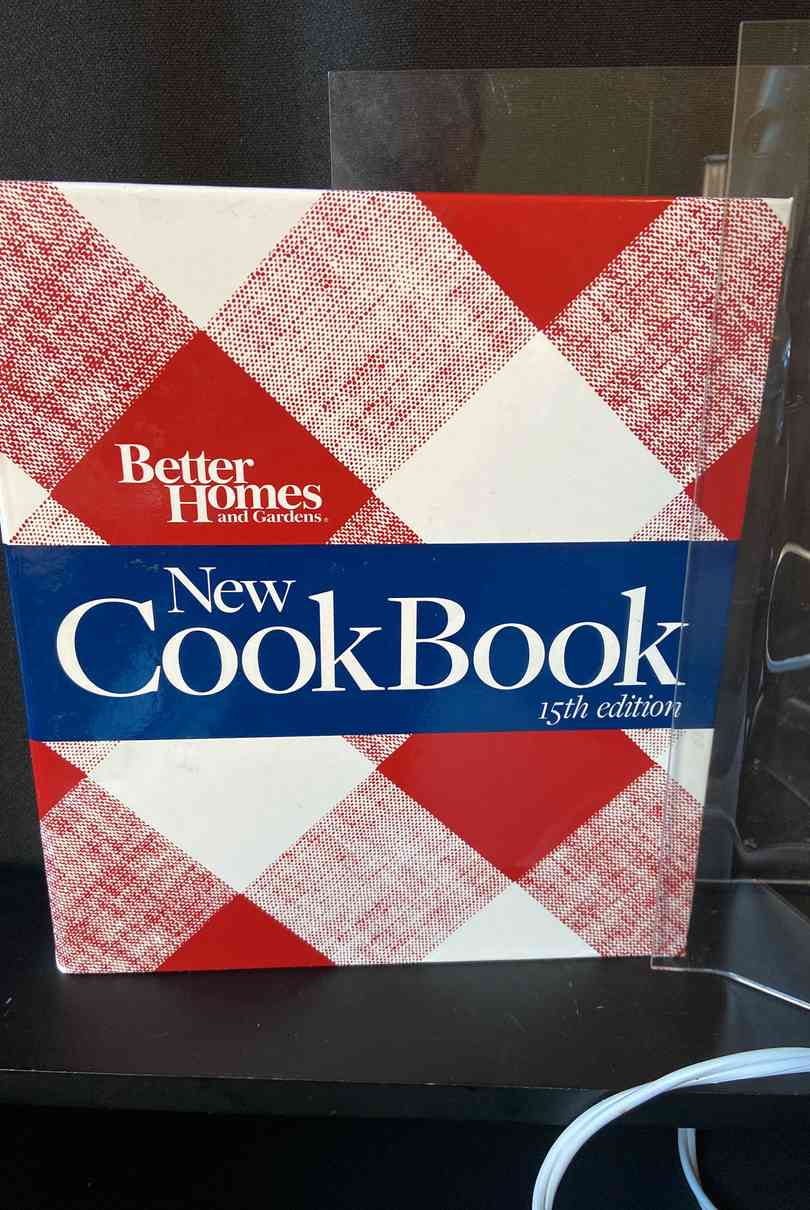 Better
Homes
and Gardens®
New
CookBook
15th edition